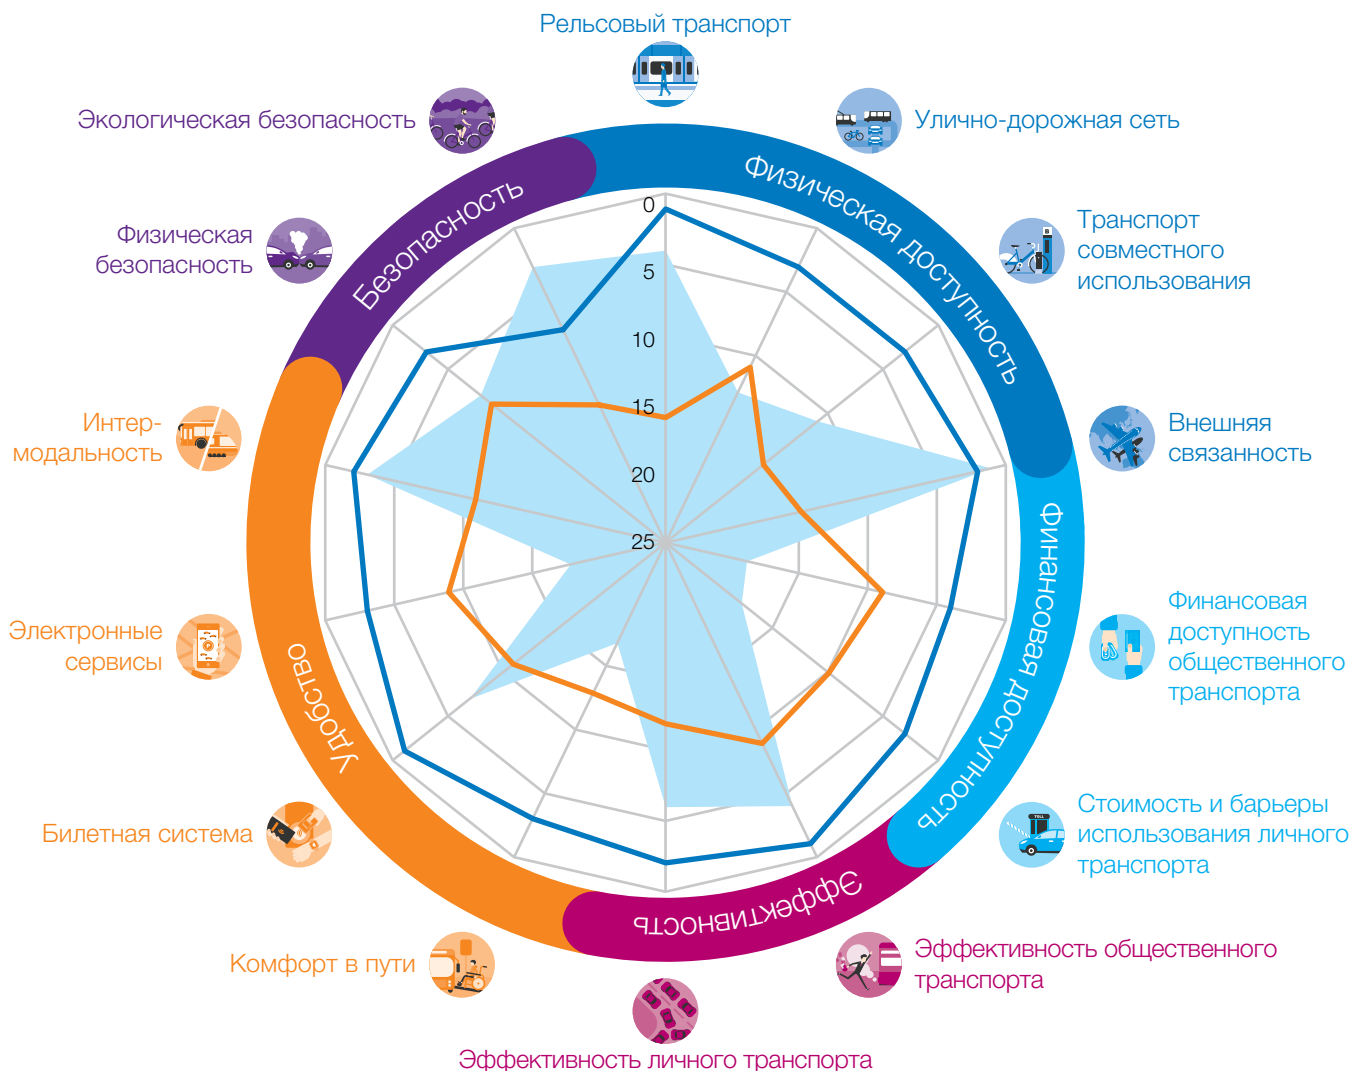 Рельсовый транспорт
Экологическая безопасность
Улично-дорожная сеть
Физическая
безопасность
Транспорт
совместного
использования
Интер-
модальность
Внешняя
связанность
Электронные
сервисы
Финансовая
доступность
общественного
транспорта
Билетная система
Стоимость и барьеры
использования личного
транспорта
Комфорт в пути
Эффективность общественного
транспорта
Эффективность личного транспорта
Безопасность
Физическая доступность
Финансовая доступность
Эффективность
Удобство
0
5
10
15
20
25
B
TOLL